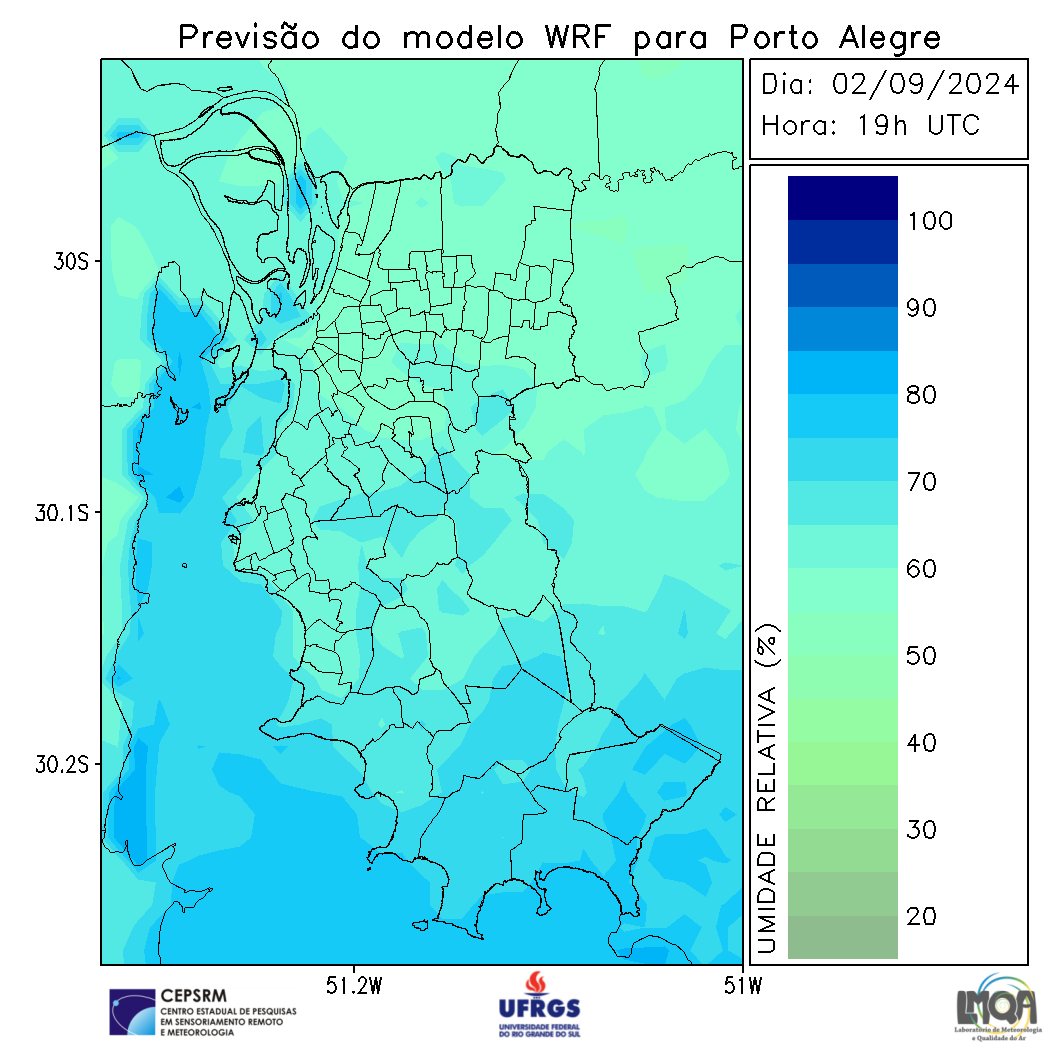 Previsão do modelo WRF para Porto Alegre
Dia: 02/09/2024
Hora: 19h UTC
30S
30.1S
30.2S
51.2W
51W
UMIDADE RELATIVA (%)
100
90
80
70
60
50
40
30
20
CEPSRM
CENTRO ESTADUAL DE PESQUISAS
EM SENSORIAMENTO REMOTO
E METEOROLOGIA
UFRGS
UNIVERSIDADE FEDERAL
DO RIO GRANDE DO SUL
LMQA
Laboratório de Meteorologia
e Qualidade do Ar